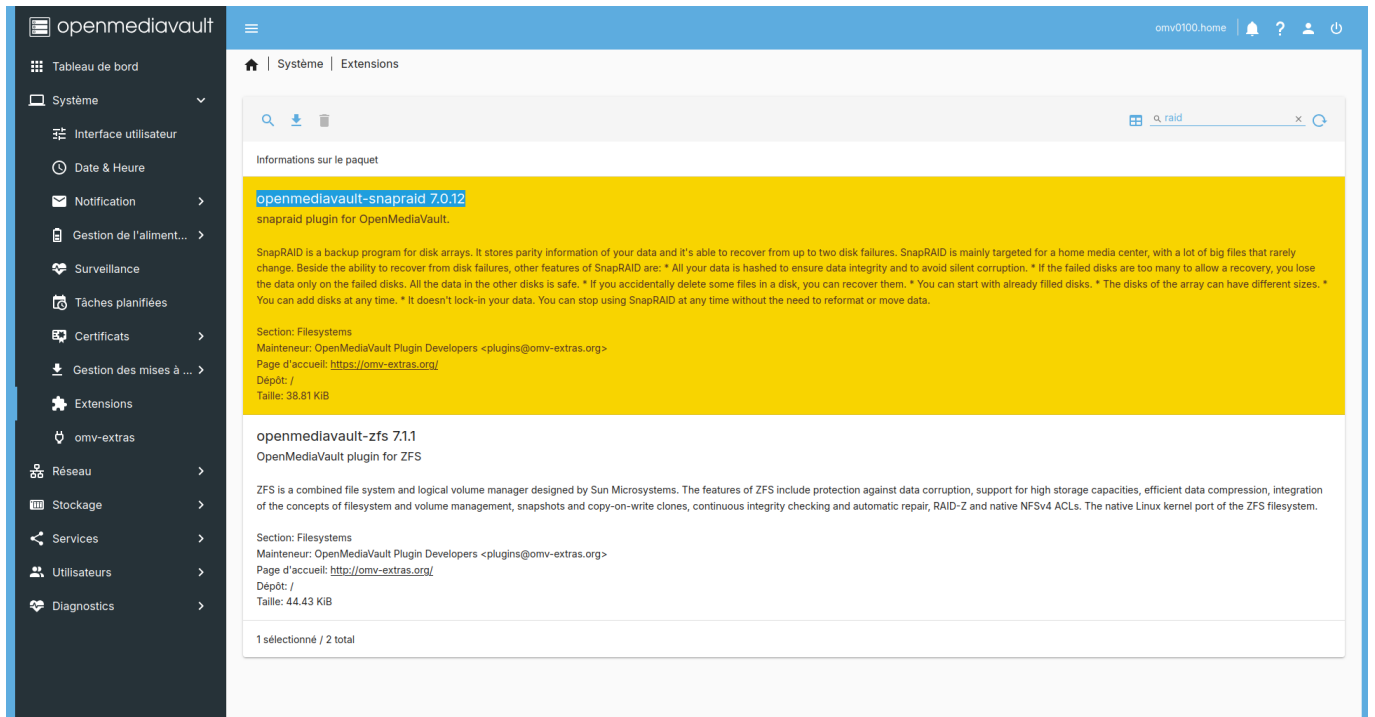 openmediavault
omv0100.home
Tableau de bord
Système
Interface utilisateur
Date & Heure
Notification
Gestion de l'aliment...
Surveillance
Tâches planifiées
Certificats
Gestion des mises à ...
Extensions
omv-extras
Réseau
Stockage
Services
Utilisateurs
Diagnostics
Système | Extensions
raid
Informations sur le paquet
openmediavault-snapraid 7.0.12
snapraid plugin for OpenMediaVault.
SnapRAID is a backup program for disk arrays. It stores parity information of your data and it's able to recover from up to two disk failures. SnapRAID is mainly targeted for a home media center, with a lot of big files that rarely
change. Beside the ability to recover from disk failures, other features of SnapRAID are: * All your data is hashed to ensure data integrity and to avoid silent corruption. * If the failed disks are too many to allow a recovery, you lose
the data only on the failed disks. All the data in the other disks is safe. * If you accidentally delete some files in a disk, you can recover them. * You can start with already filled disks. * The disks of the array can have different sizes. *
You can add disks at any time. * It doesn't lock-in your data. You can stop using SnapRAID at any time without the need to reformat or move data.
Section: Filesystems
Mainteneur: OpenMediaVault Plugin Developers <plugins@omv-extras.org>
Page d'accueil: https://omv-extras.org/
Dépôt: /
Taille: 38.81 KiB
openmediavault-zfs 7.1.1
OpenMediaVault plugin for ZFS
ZFS is a combined file system and logical volume manager designed by Sun Microsystems. The features of ZFS include protection against data corruption, support for high storage capacities, efficient data compression, integration
of the concepts of filesystem and volume management, snapshots and copy-on-write clones, continuous integrity checking and automatic repair, RAID-Z and native NFSv4 ACLs. The native Linux kernel port of the ZFS filesystem.
Section: Filesystems
Mainteneur: OpenMediaVault Plugin Developers <plugins@omv-extras.org>
Page d'accueil: http://omv-extras.org/
Dépôt: /
Taille: 44.43 KiB
1 sélectionné / 2 total